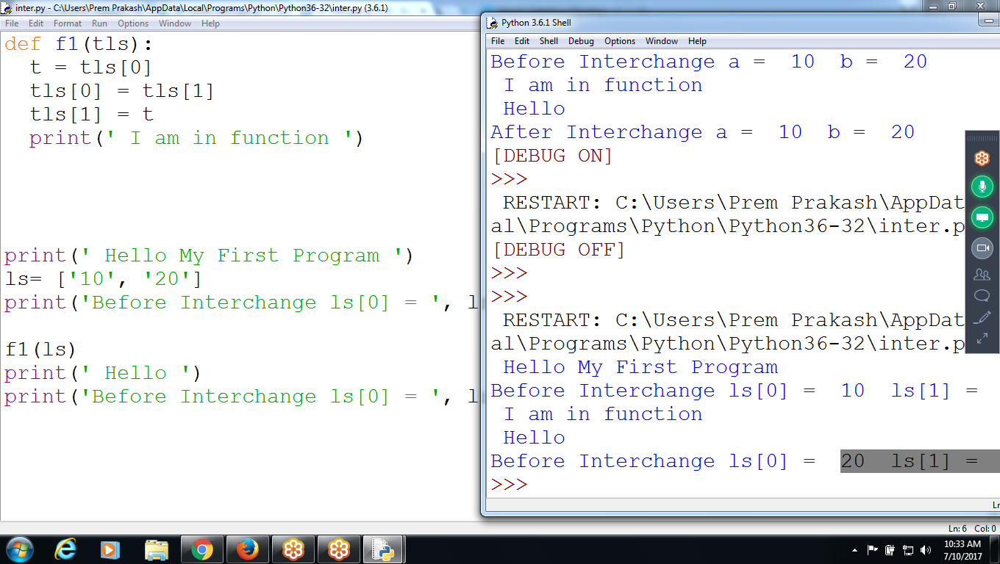 inter.py - C:\Users\Prem Prakash\AppData\Local\Programs\Python\Python36-32\inter.py (3.6.1)
File Edit Format Run Options Window Help
def f1(tls):
  t = tls[0]
  tls[0] = tls[1]
  tls[1] = t
  print(' I am in function ')
print(' Hello My First Program ')
ls= ['10', '20']
print('Before Interchange ls[0] = ', l
f1(ls)
print(' Hello ')
print('Before Interchange ls[0] = ', l
Python 3.6.1 Shell
File Edit Shell Debug Options Window Help
Before Interchange a =  10  b =  20
 I am in function
 Hello
After Interchange a =  10  b =  20
[DEBUG ON]
>>>
 RESTART: C:\Users\Prem Prakash\AppDat
al\Programs\Python\Python36-32\inter.p
[DEBUG OFF]
>>>
>>>
 RESTART: C:\Users\Prem Prakash\AppDat
al\Programs\Python\Python36-32\inter.p
 Hello My First Program
Before Interchange ls[0] =  10  ls[1] =
 I am in function
 Hello
Before Interchange ls[0] =  20  ls[1] =
>>>
Ln
Ln: 6 Col: 0
10:33 AM
7/10/2017